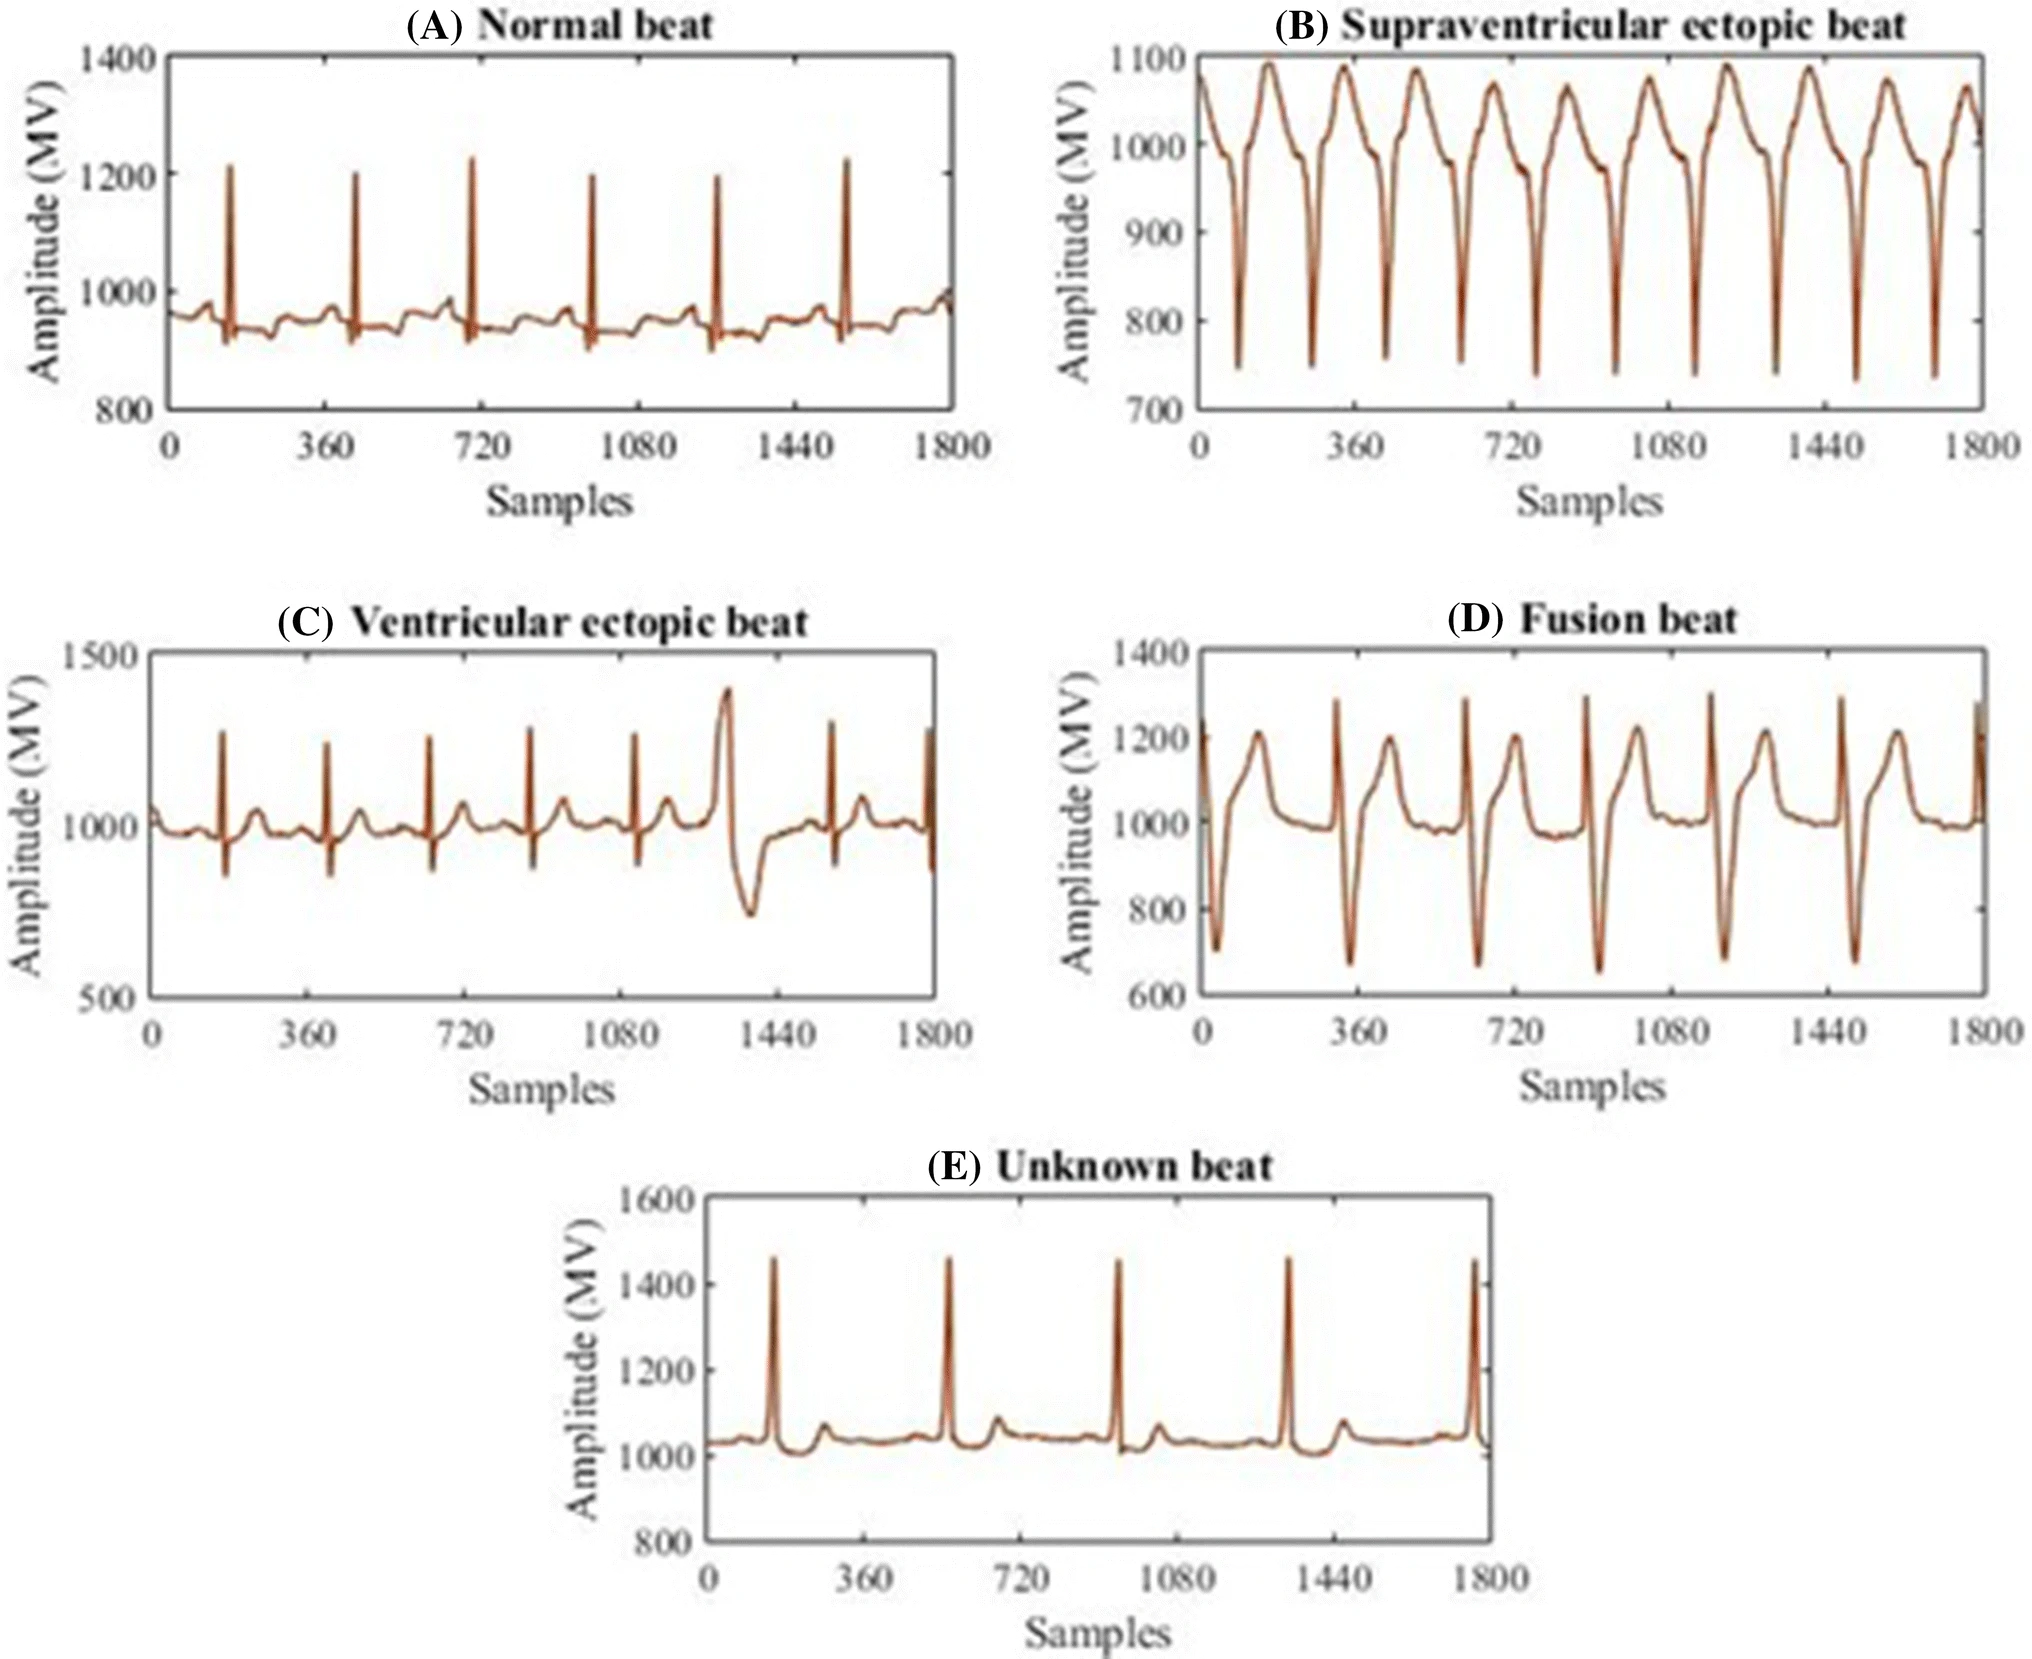 (A) Normal beat
Amplitude (MV)
1400
1200
1000
800
0 360 720 1080 1440 1800
Samples
(B) Supraventricular ectopic beat
Amplitude (MV)
1100
1000
900
800
700
0 360 720 1080 1440 1800
Samples
(C) Ventricular ectopic beat
Amplitude (MV)
1500
1000
500
0 360 720 1080 1440 1800
Samples
(D) Fusion beat
Amplitude (MV)
1400
1200
1000
800
600
0 360 720 1080 1440 1800
Samples
(E) Unknown beat
Amplitude (MV)
1600
1400
1200
1000
800
0 360 720 1080 1440 1800
Samples